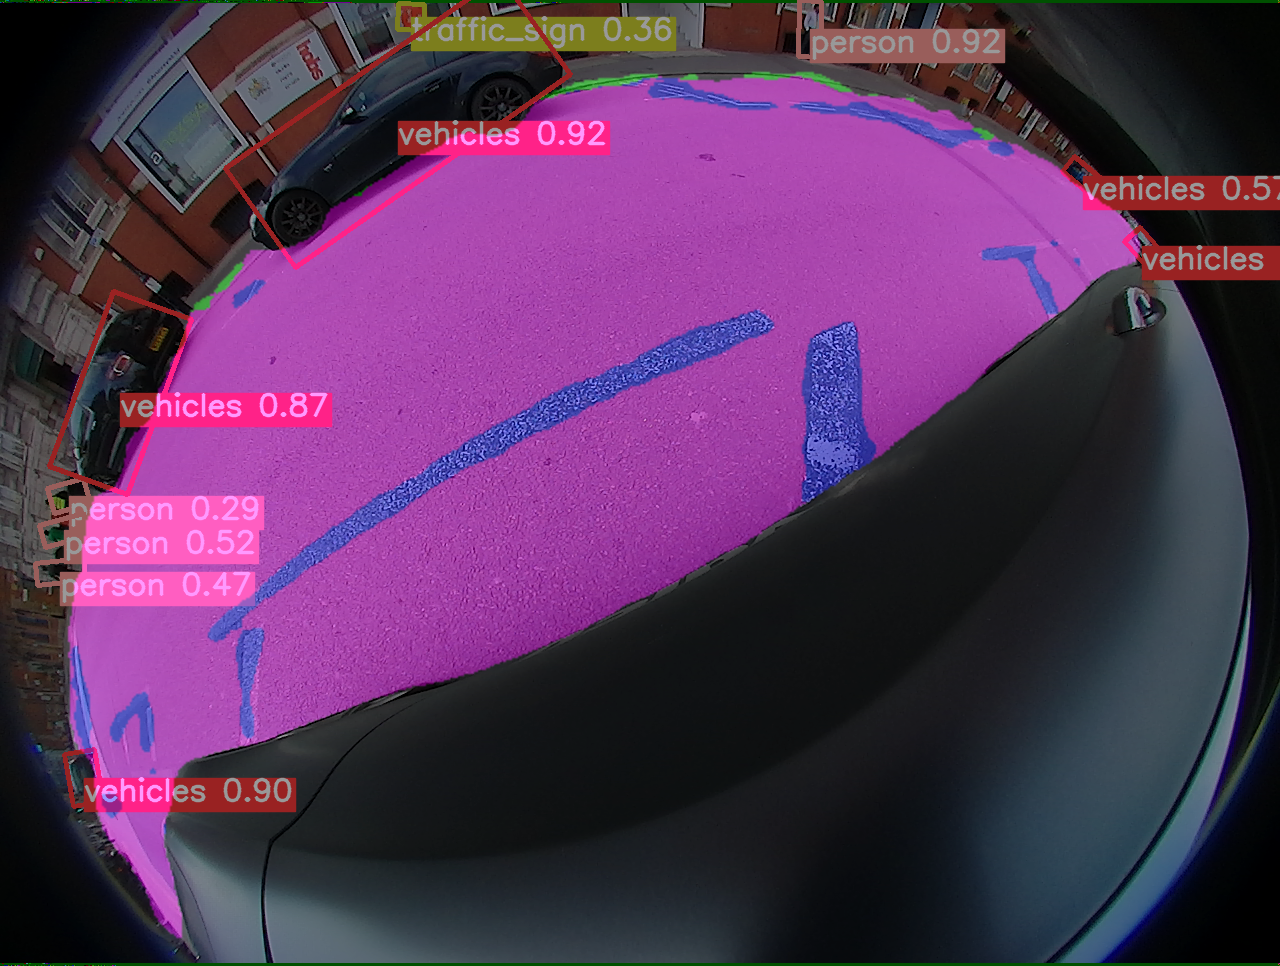 traffic_sign 0.36
person 0.92
hobs
vehicles 0.92
vehicles 0.57
vehicles
vehicles 0.87
person 0.29
person 0.52
person 0.47
vehicles 0.90